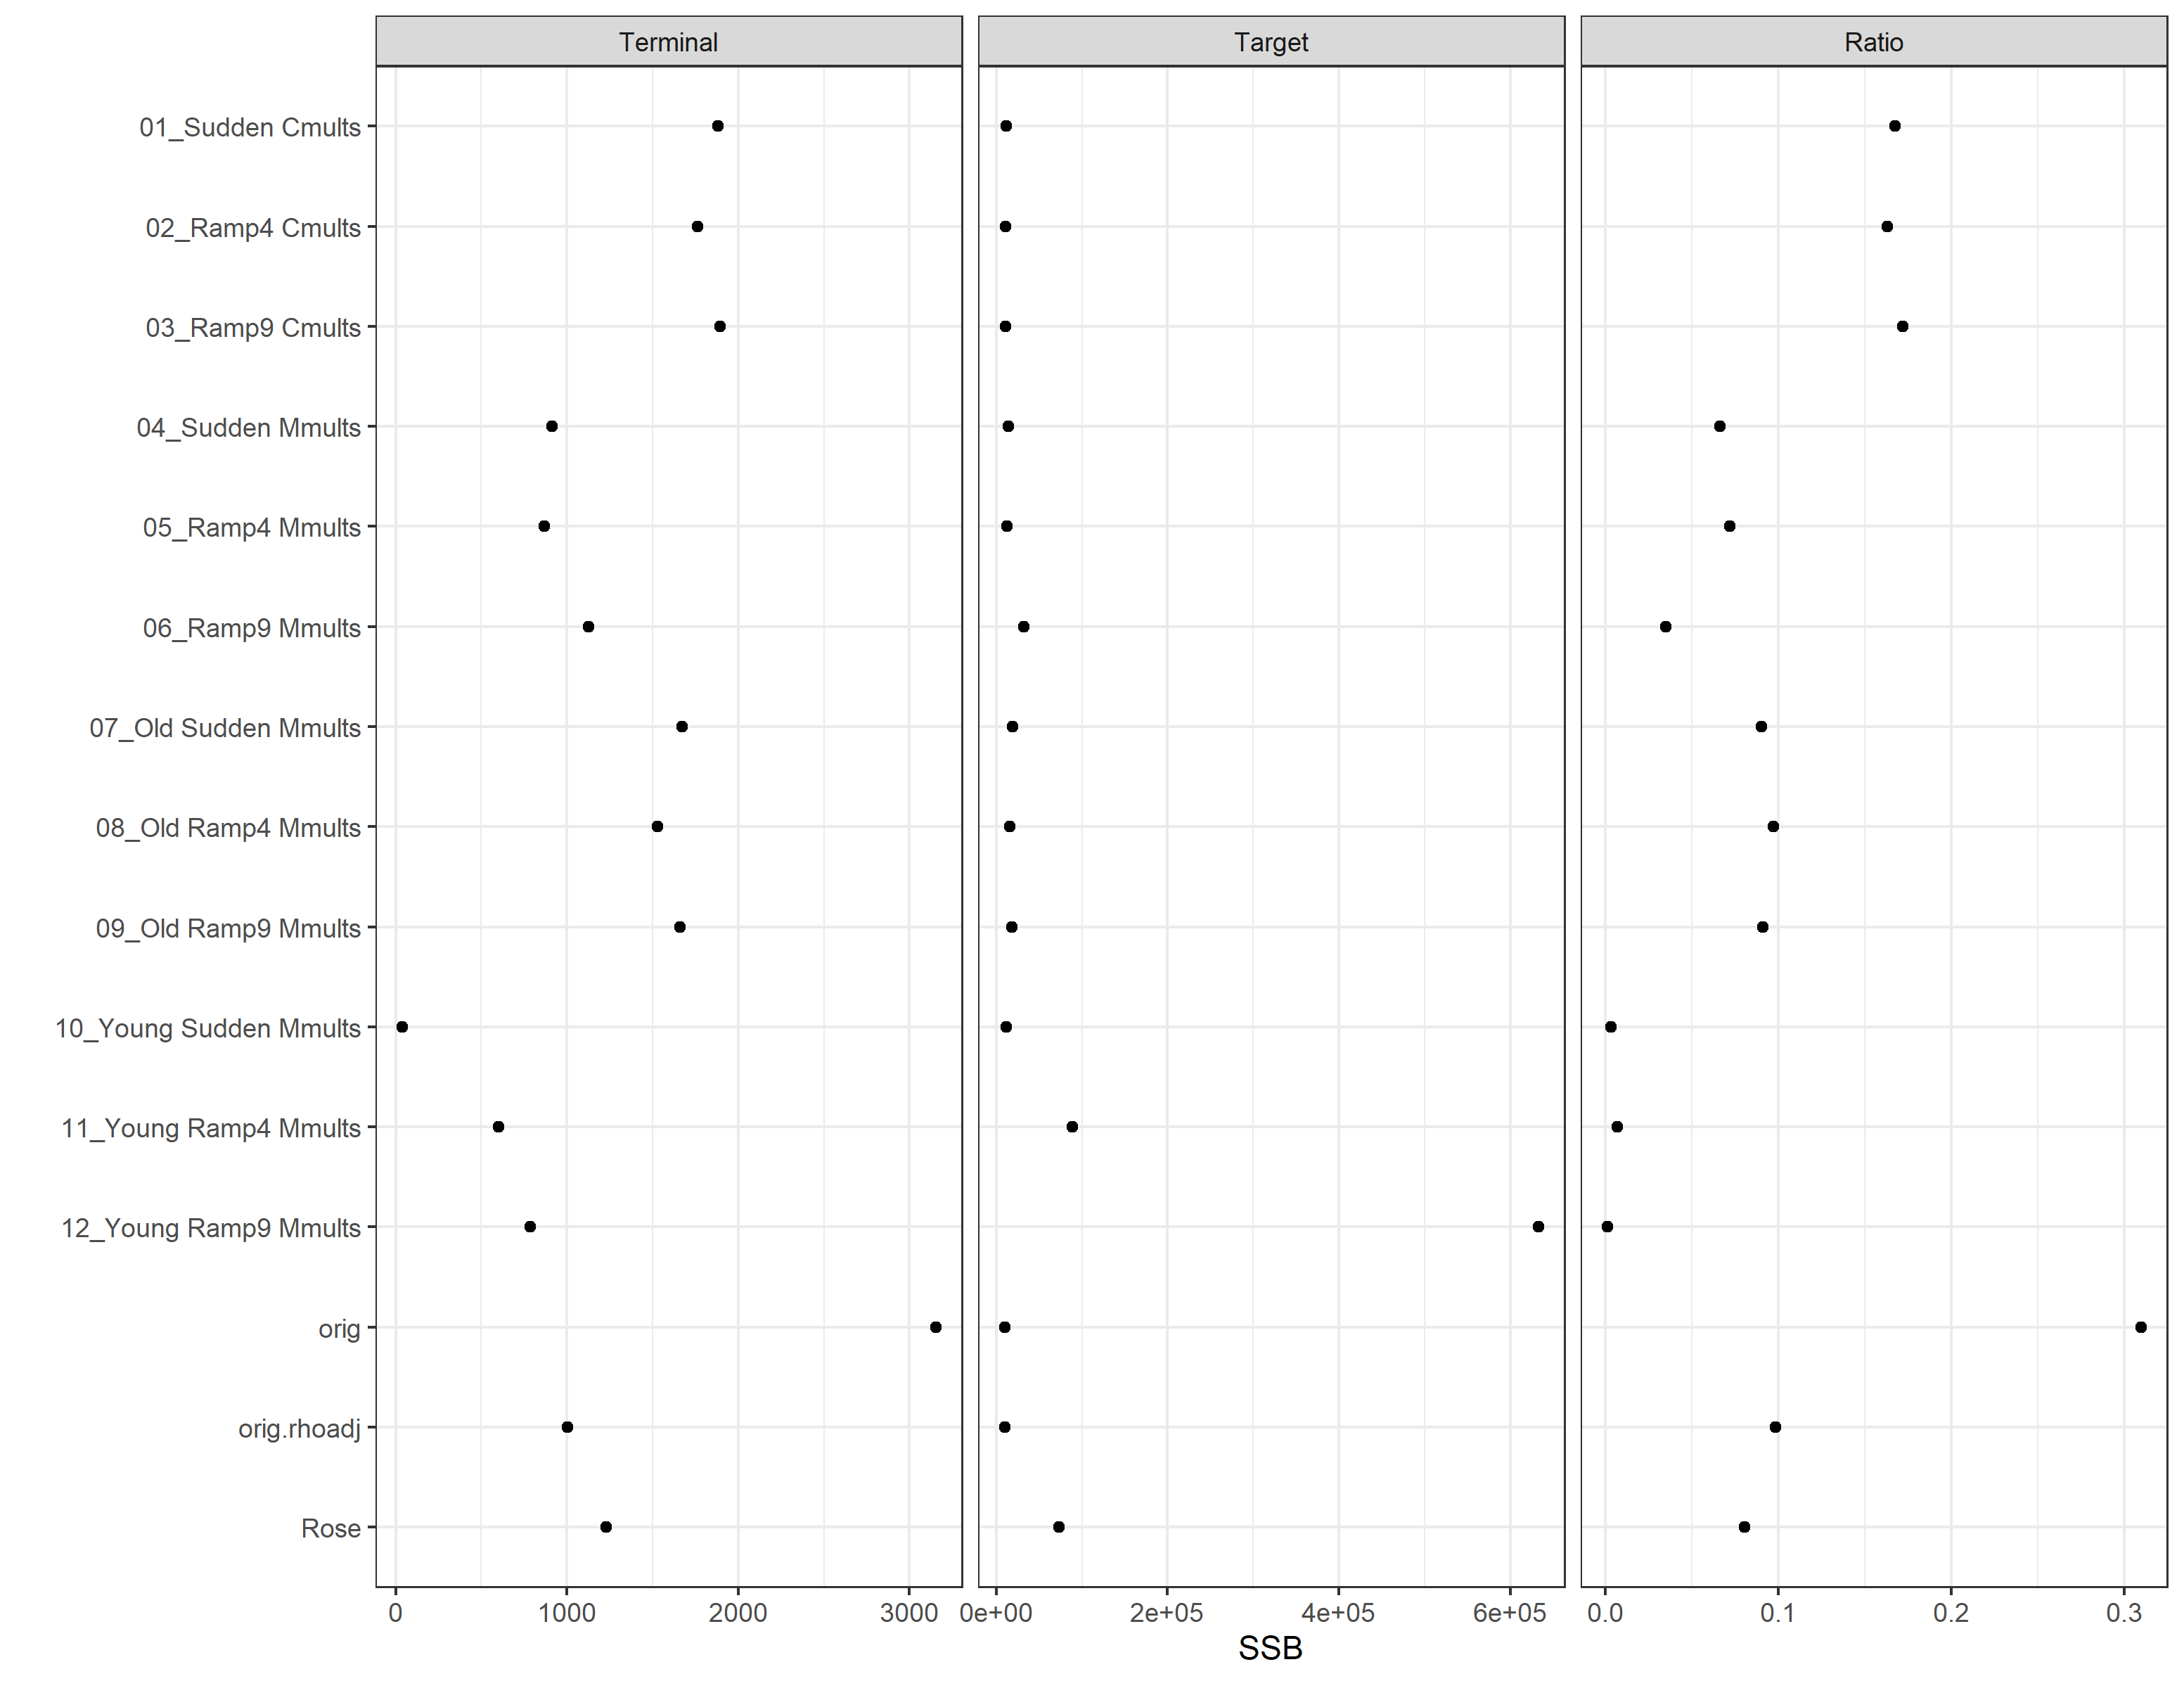 Terminal Target Ratio
01_Sudden Cmults
02_Ramp4 Cmults
03_Ramp9 Cmults
04_Sudden Mmults
05_Ramp4 Mmults
06_Ramp9 Mmults
07_Old Sudden Mmults
08_Old Ramp4 Mmults
09_Old Ramp9 Mmults
10_Young Sudden Mmults
11_Young Ramp4 Mmults
12_Young Ramp9 Mmults
orig
orig.rhoadj
Rose
0 1000 2000 3000 0e+00 2e+05 4e+05 6e+05 0.0 0.1 0.2 0.3
SSB